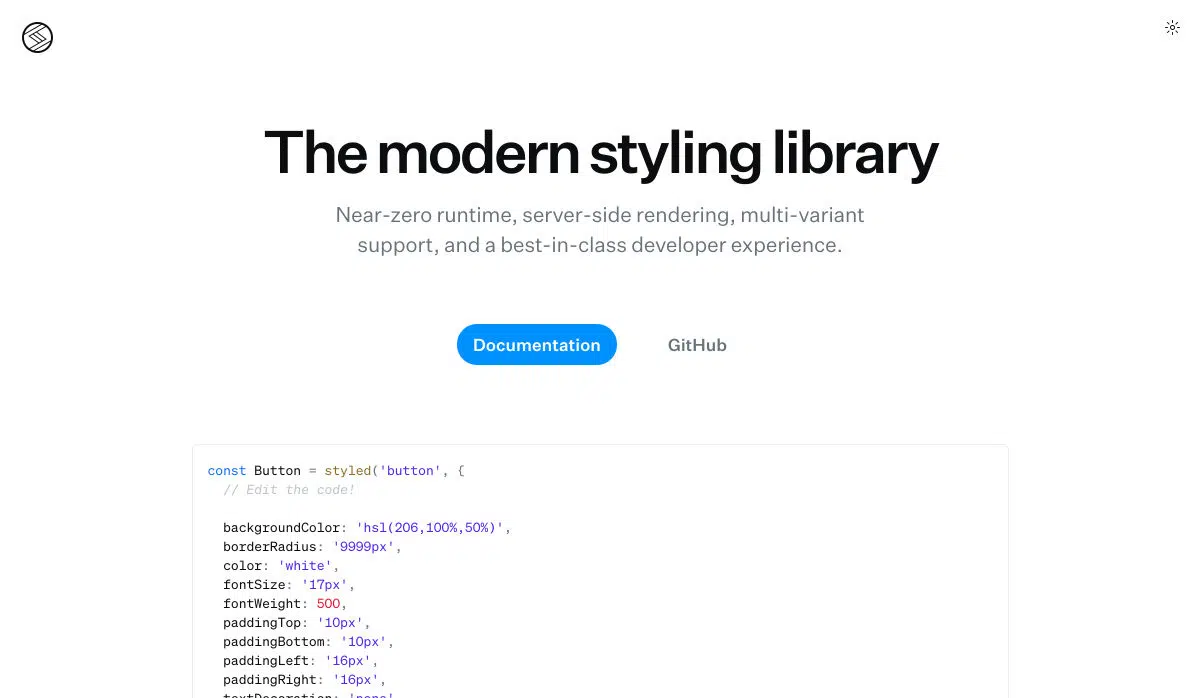 The modern styling library
Near-zero runtime, server-side rendering, multi-variant
support, and a best-in-class developer experience.
Documentation
GitHub
const Button = styled('button', {
// Edit the code!
backgroundColor: 'hsl(206,100%,50%)',
borderRadius: '9999px',
color: 'white',
fontSize: '17px',
fontWeight: 500,
paddingTop: '10px',
paddingBottom: '10px',
paddingLeft: '16px',
paddingRight: '16px',
textDecoration: 'none'